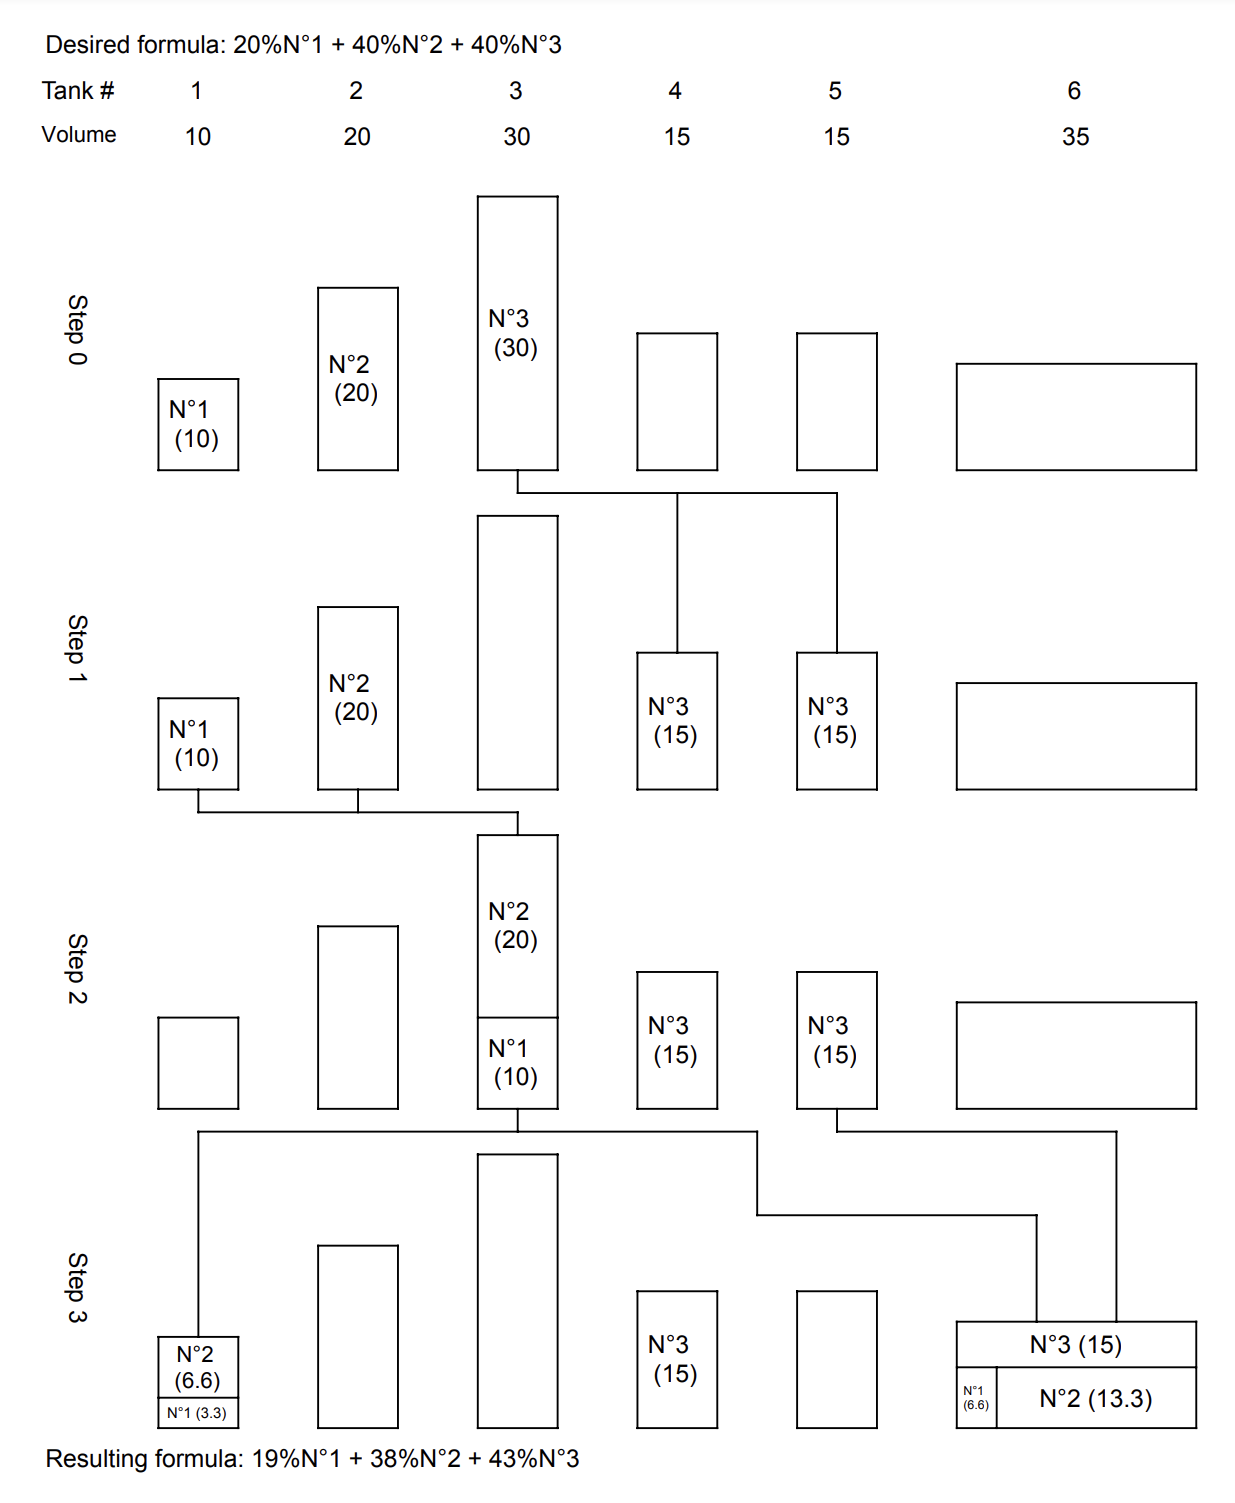 Desired formula: 20%N°1 + 40%N°2 + 40%N°3
Tank # 1 2 3 4 5 6
Volume 10 20 30 15 15 35
Step 0
N°1
(10)
N°2
(20)
N°3
(30)
Step 1
N°1
(10)
N°2
(20)
N°3
(15)
N°3
(15)
Step 2
N°2
(20)
N°1
(10)
N°3
(15)
N°3
(15)
Step 3
N°2
(6.6)
N°1 (3.3)
N°3
(15)
N°3 (15)
N°1
(6.6)
N°2 (13.3)
Resulting formula: 19%N°1 + 38%N°2 + 43%N°3